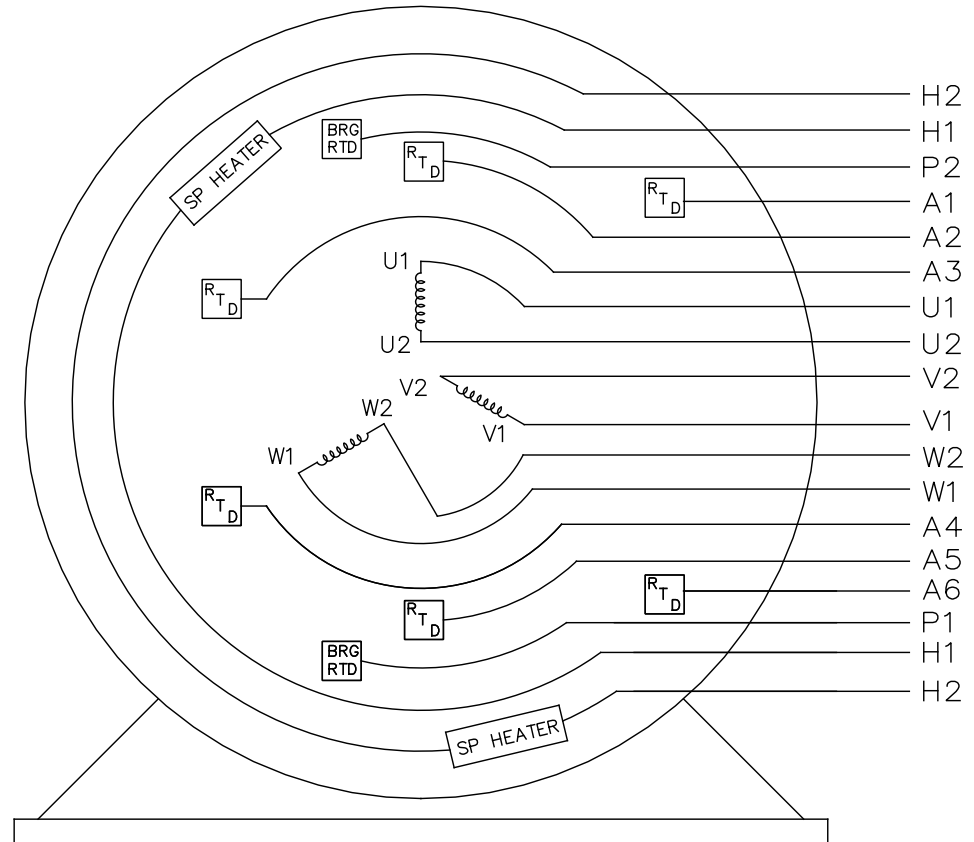 H2
H1
BRG
RTD
P2
SP HEATER
RTD
RTD
A1
A2
U1
A3
RTD
U1
U2
U2
V2
V2
W2
V1
V1
W1
W2
W1
RTD
A4
A5
RTD
A6
RTD
P1
BRG
RTD
H1
H2
SP HEATER